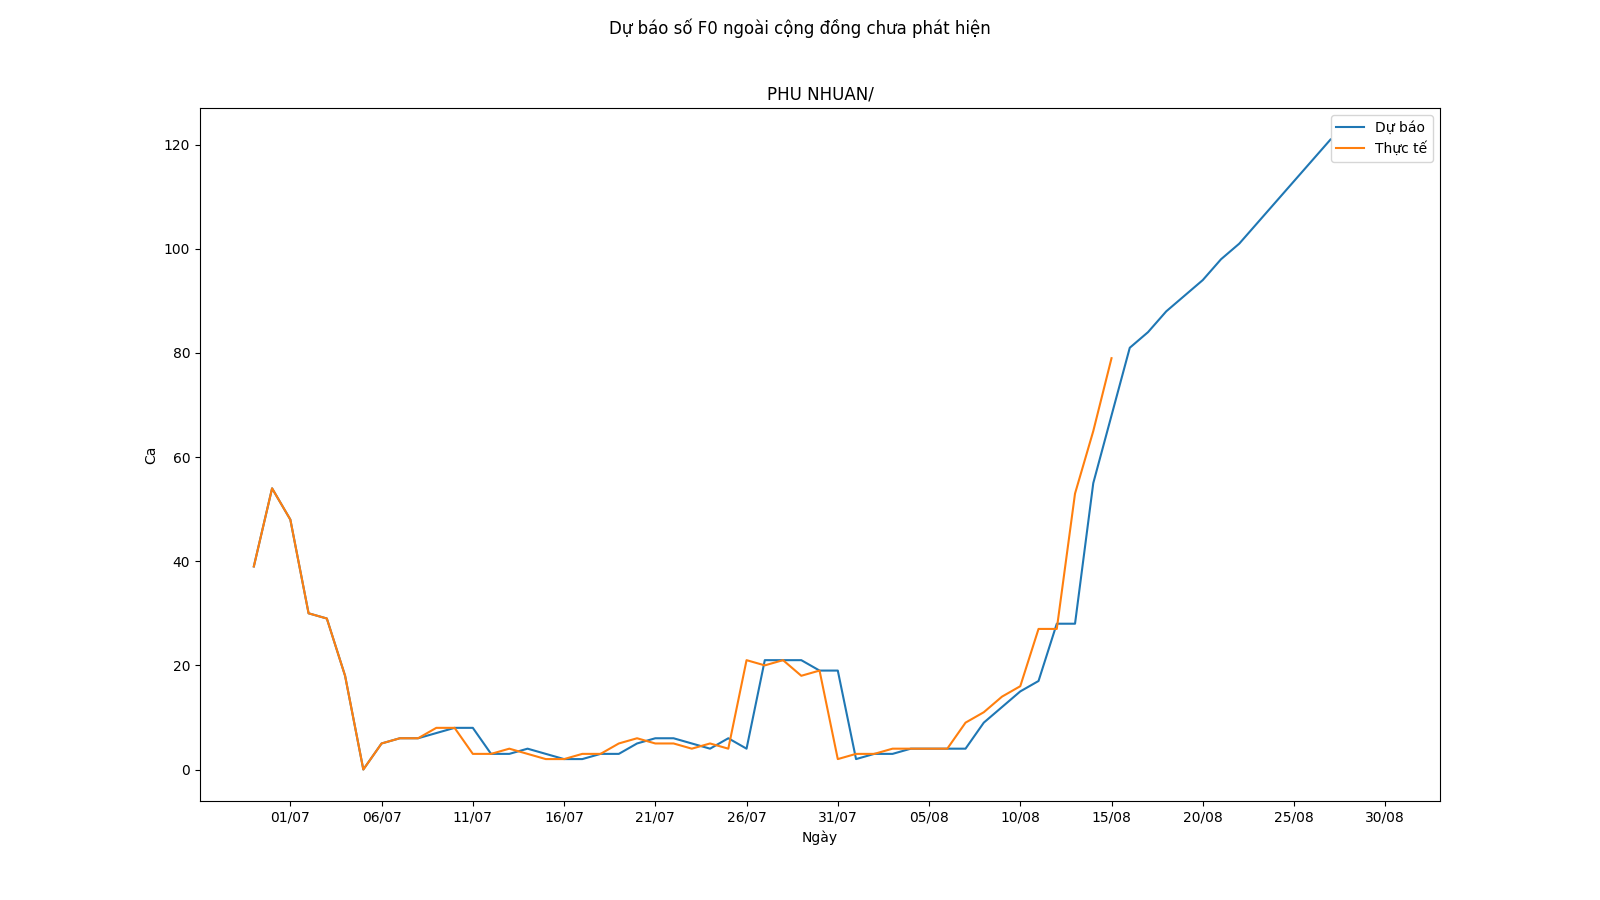 Dự báo số F0 ngoài cộng đồng chưa phát hiện
PHU NHUAN/
Dự báo
Thực tế
120
100
80
60
40
20
0
Ca
01/07 06/07 11/07 16/07 21/07 26/07 31/07 05/08 10/08 15/08 20/08 25/08 30/08
Ngày